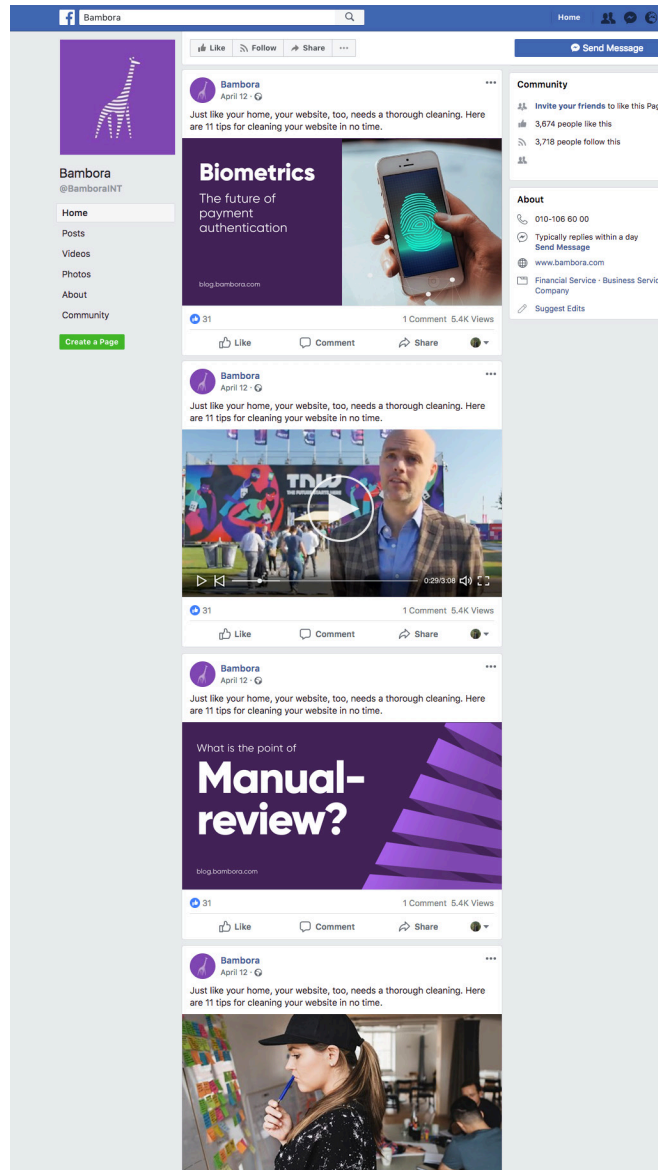 Bambora
Home
Like Follow Share
Send Message
Bambora
@BamboraINT
Home
Posts
Videos
Photos
About
Community
Create a Page
Bambora
April 12
Just like your home, your website, too, needs a thorough cleaning. Here
are 11 tips for cleaning your website in no time.
Biometrics
The future of
payment
authentication
blog.bambora.com
31
1 Comment 5.4K Views
Like Comment Share
Bambora
April 12
Just like your home, your website, too, needs a thorough cleaning. Here
are 11 tips for cleaning your website in no time.
TNW
THE FUTURE STARTS HERE
0:29/3:08
31
1 Comment 5.4K Views
Like Comment Share
Bambora
April 12
Just like your home, your website, too, needs a thorough cleaning. Here
are 11 tips for cleaning your website in no time.
What is the point of
Manual-
review?
blog.bambora.com
31
1 Comment 5.4K Views
Like Comment Share
Bambora
April 12
Just like your home, your website, too, needs a thorough cleaning. Here
are 11 tips for cleaning your website in no time.
Community
Invite your friends to like this Pag
3,674 people like this
3,718 people follow this
About
010-106 60 00
Typically replies within a day
Send Message
www.bambora.com
Financial Service · Business Servic
Company
Suggest Edits